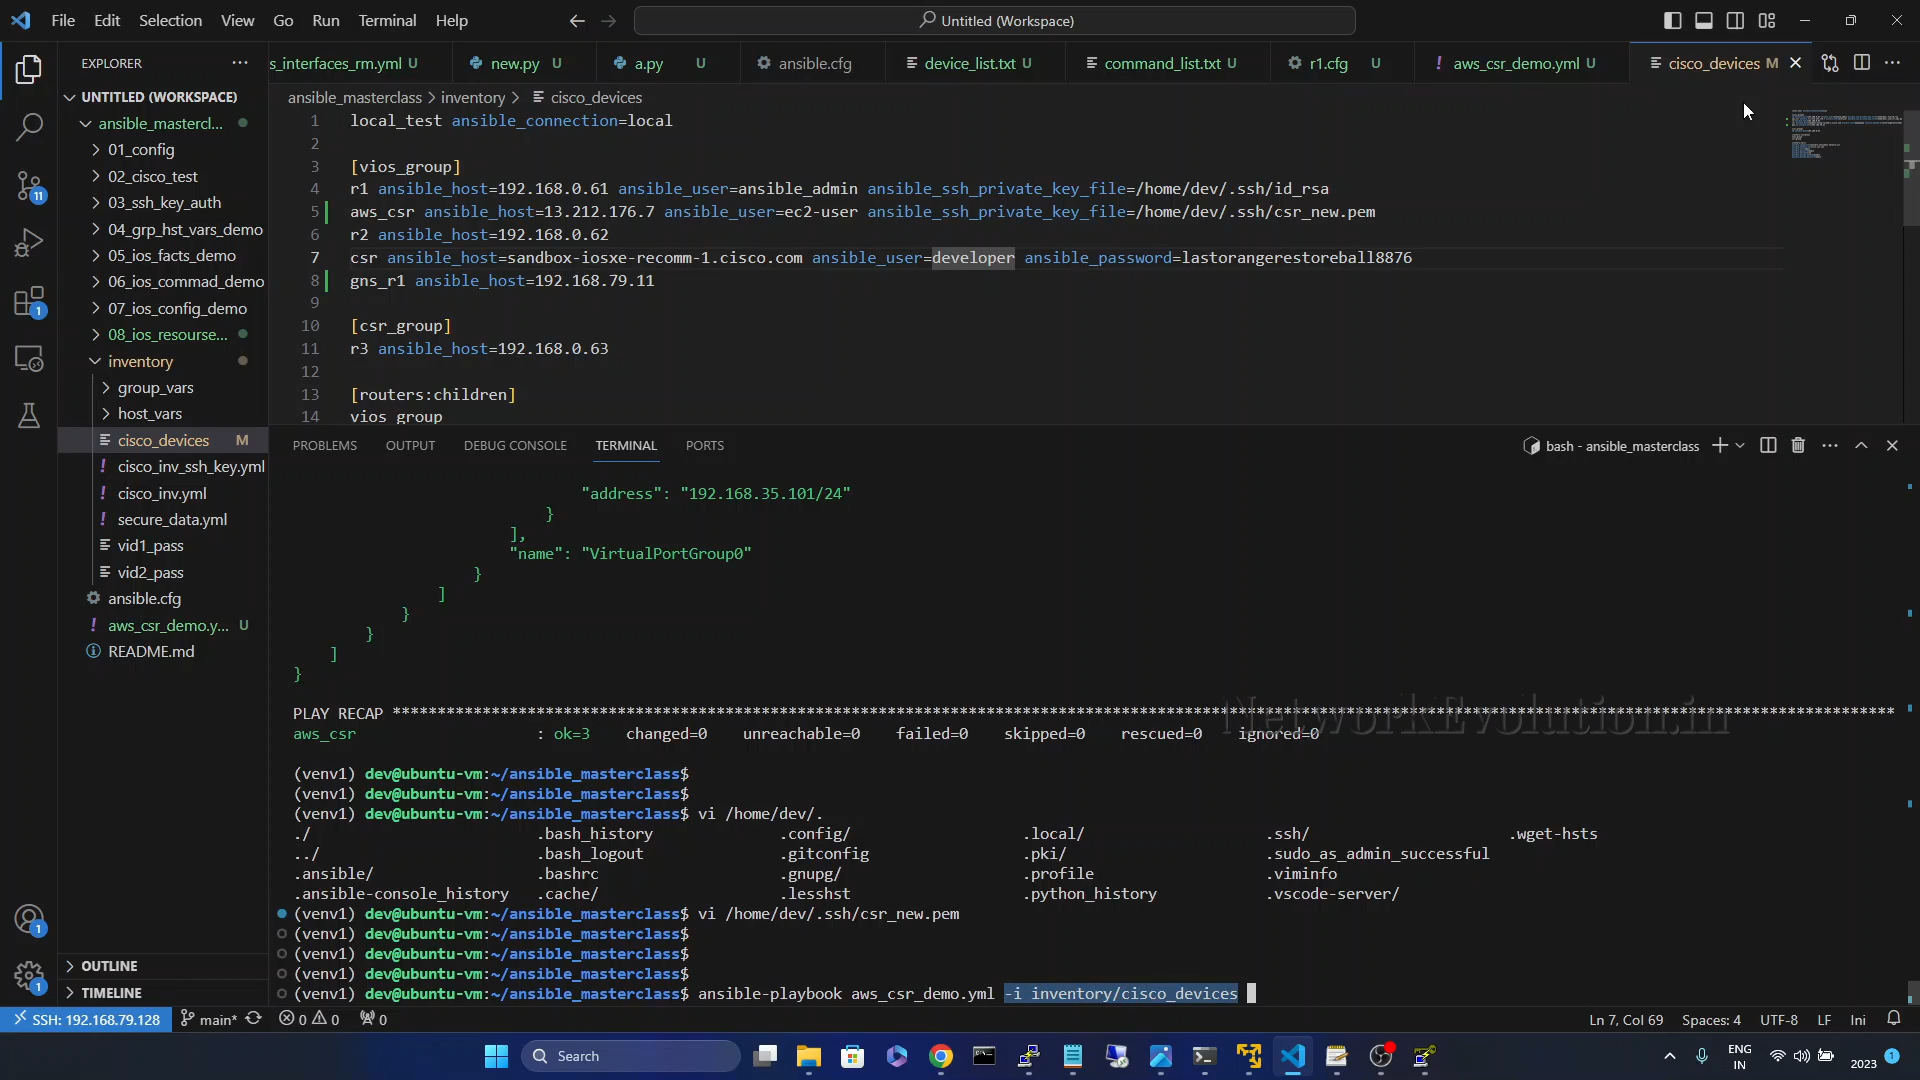 File Edit Selection View Go Run Terminal Help
Untitled (Workspace)
EXPLORER
s_interfaces_rm.yml U new.py U a.py U ansible.cfg device_list.txt U command_list.txt U r1.cfg U ! aws_csr_demo.yml U cisco_devices M
UNTITLED (WORKSPACE)
ansible_mastercl...
01_config
02_cisco_test
03_ssh_key_auth
04_grp_hst_vars_demo
05_ios_facts_demo
06_ios_commad_demo
07_ios_config_demo
08_ios_resourse...
inventory
group_vars
host_vars
cisco_devices M
! cisco_inv_ssh_key.yml
! cisco_inv.yml
! secure_data.yml
vid1_pass
vid2_pass
ansible.cfg
! aws_csr_demo.y... U
README.md
OUTLINE
TIMELINE
11
1
1
1
ansible_masterclass > inventory > cisco_devices
1 local_test ansible_connection=local
2
3 [vios_group]
4 r1 ansible_host=192.168.0.61 ansible_user=ansible_admin ansible_ssh_private_key_file=/home/dev/.ssh/id_rsa
5 aws_csr ansible_host=13.212.176.7 ansible_user=ec2-user ansible_ssh_private_key_file=/home/dev/.ssh/csr_new.pem
6 r2 ansible_host=192.168.0.62
7 csr ansible_host=sandbox-iosxe-recomm-1.cisco.com ansible_user=developer ansible_password=lastorangerestoreball8876
8 gns_r1 ansible_host=192.168.79.11
9
10 [csr_group]
11 r3 ansible_host=192.168.0.63
12
13 [routers:children]
14 vios_group
PROBLEMS OUTPUT DEBUG CONSOLE TERMINAL PORTS
bash - ansible_masterclass
"address": "192.168.35.101/24"
}
],
"name": "VirtualPortGroup0"
}
]
}
}
]
}
PLAY RECAP *********************************************************************************************************************************************************************
aws_csr : ok=3 changed=0 unreachable=0 failed=0 skipped=0 rescued=0 ignored=0
NetworkEvolution.in
(venv1) dev@ubuntu-vm:~/ansible_masterclass$
(venv1) dev@ubuntu-vm:~/ansible_masterclass$
(venv1) dev@ubuntu-vm:~/ansible_masterclass$ vi /home/dev/.
./ .bash_history .config/ .local/ .ssh/ .wget-hsts
../ .bash_logout .gitconfig .pki/ .sudo_as_admin_successful
.ansible/ .bashrc .gnupg/ .profile .viminfo
.ansible-console_history .cache/ .lesshst .python_history .vscode-server/
(venv1) dev@ubuntu-vm:~/ansible_masterclass$ vi /home/dev/.ssh/csr_new.pem
(venv1) dev@ubuntu-vm:~/ansible_masterclass$
(venv1) dev@ubuntu-vm:~/ansible_masterclass$
(venv1) dev@ubuntu-vm:~/ansible_masterclass$
(venv1) dev@ubuntu-vm:~/ansible_masterclass$ ansible-playbook aws_csr_demo.yml -i inventory/cisco_devices
SSH: 192.168.79.128 main* 0 0 0 Ln 7, Col 69 Spaces: 4 UTF-8 LF Ini
Search
ENG
IN
2023 1